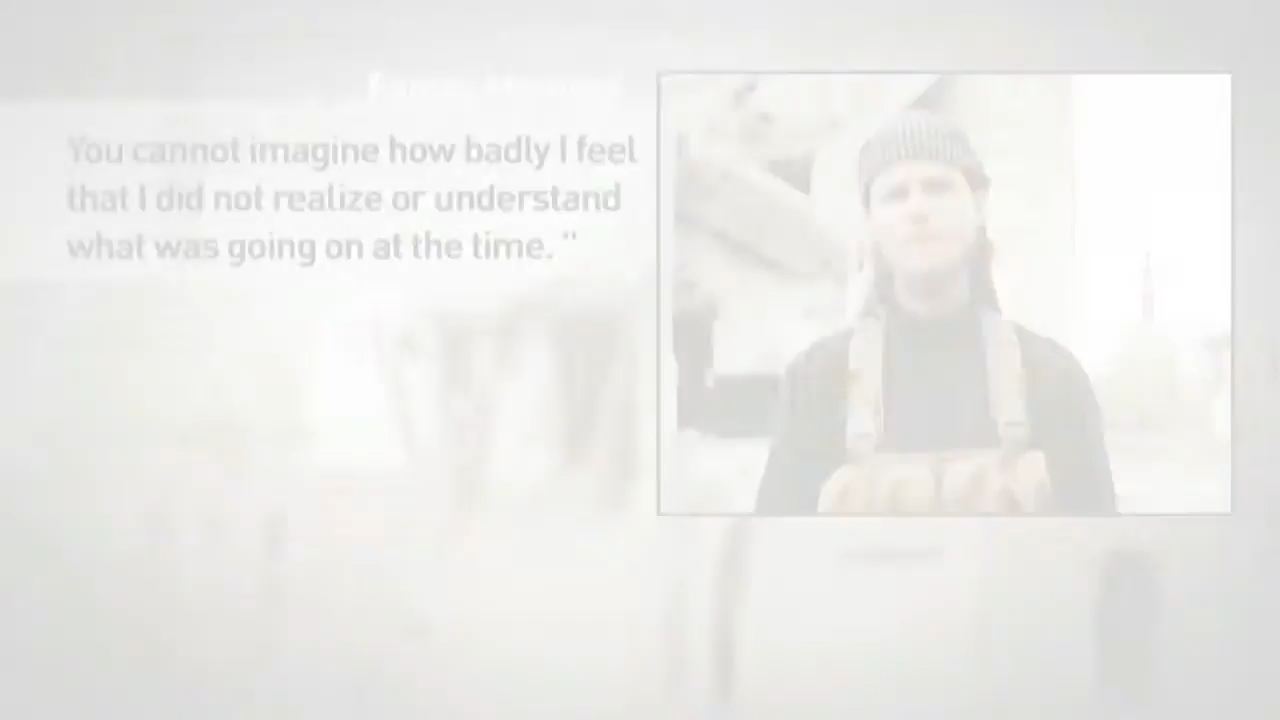 You cannot imagine how badly I feel
that I did not realize or understand
what was going on at the time. "